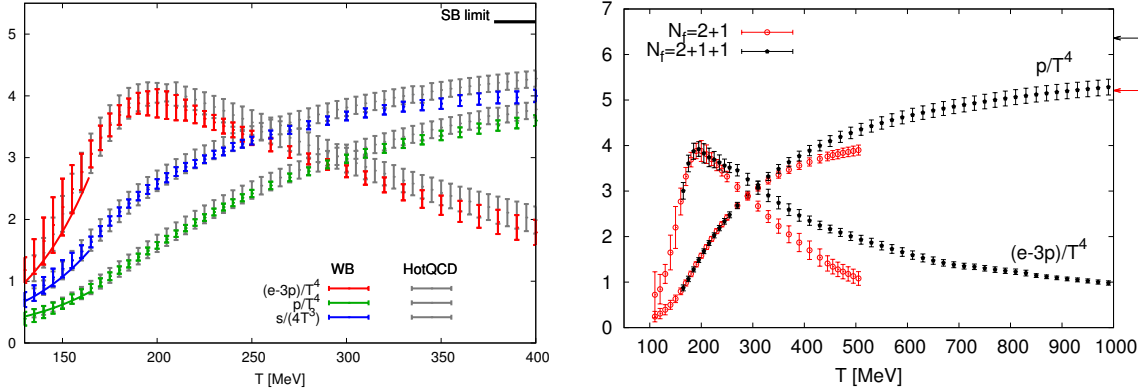 SB limit
5
4
3
2
1
0
WB HotQCD
(e-3p)/T⁴
p/T⁴
s/(4T³)
150 200 250 300 350 400
T [MeV]
7
6
5
4
3
2
1
0
N_f=2+1
N_f=2+1+1
p/T⁴
(e-3p)/T⁴
100 200 300 400 500 600 700 800 900 1000
T [MeV]